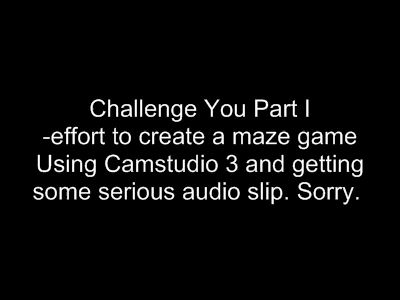 Challenge You Part I
-effort to create a maze game
Using Camstudio 3 and getting
some serious audio slip. Sorry.